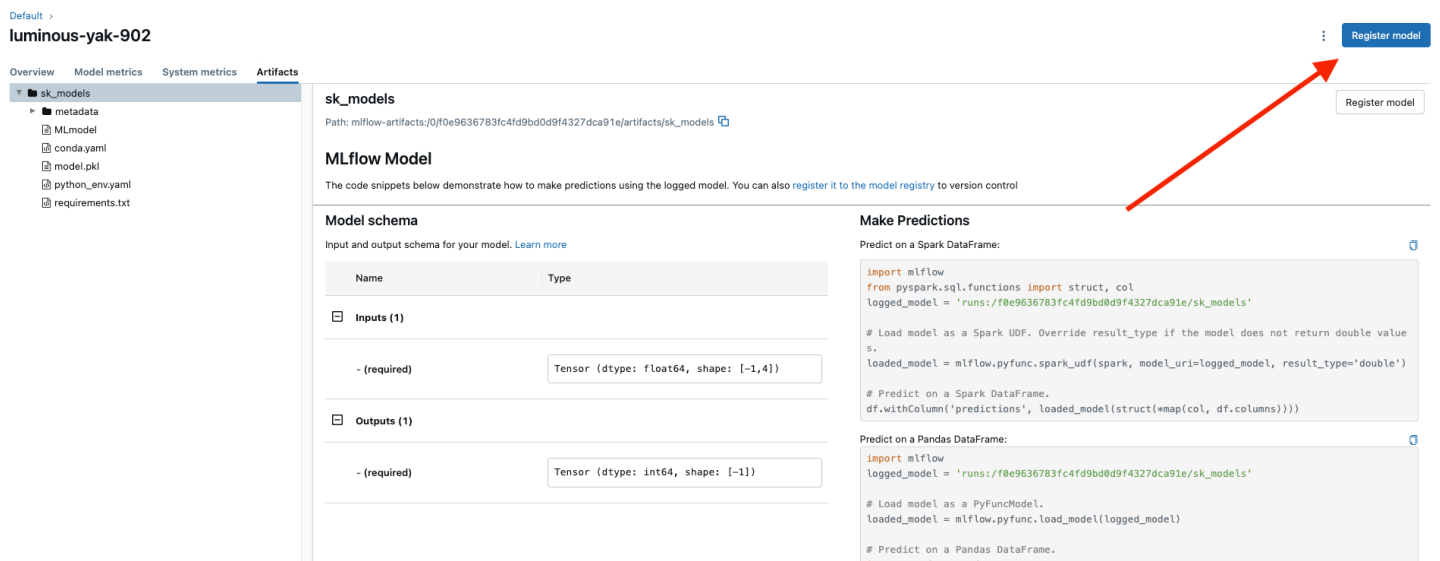 Default ›
luminous-yak-902
Register model
Overview Model metrics System metrics Artifacts
sk_models
metadata
MLmodel
conda.yaml
model.pkl
python_env.yaml
requirements.txt
sk_models
Register model
Path: mlflow-artifacts:/0/f0e9636783fc4fd9bd0d9f4327dca91e/artifacts/sk_models
MLflow Model
The code snippets below demonstrate how to make predictions using the logged model. You can also register it to the model registry to version control
Model schema
Input and output schema for your model. Learn more
Name Type
Inputs (1)
- (required) Tensor (dtype: float64, shape: [-1,4])
Outputs (1)
- (required) Tensor (dtype: int64, shape: [-1])
Make Predictions
Predict on a Spark DataFrame:
import mlflow
from pyspark.sql.functions import struct, col
logged_model = 'runs:/f0e9636783fc4fd9bd0d9f4327dca91e/sk_models'
# Load model as a Spark UDF. Override result_type if the model does not return double value
s.
loaded_model = mlflow.pyfunc.spark_udf(spark, model_uri=logged_model, result_type='double')
# Predict on a Spark DataFrame.
df.withColumn('predictions', loaded_model(struct(*map(col, df.columns))))
Predict on a Pandas DataFrame:
import mlflow
logged_model = 'runs:/f0e9636783fc4fd9bd0d9f4327dca91e/sk_models'
# Load model as a PyFuncModel.
loaded_model = mlflow.pyfunc.load_model(logged_model)
# Predict on a Pandas DataFrame.